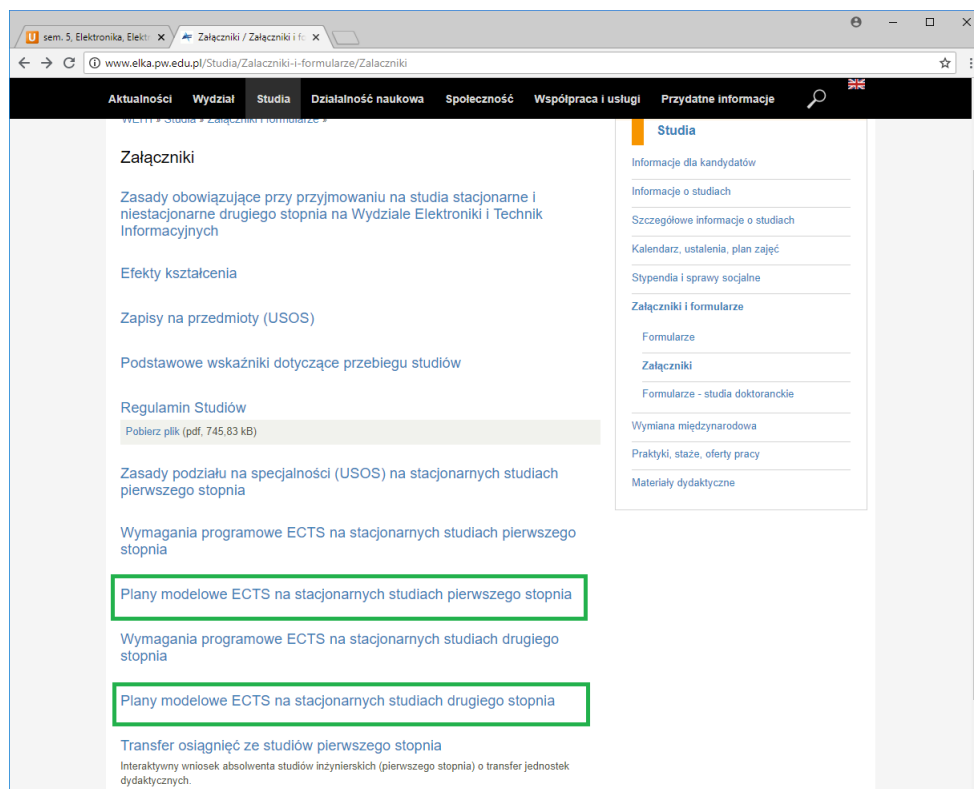 sem. 5, Elektronika, Elektr
Załączniki / Załączniki i fo
www.elka.pw.edu.pl/Studia/Zalaczniki-i-formularze/Zalaczniki
Aktualności Wydział Studia Działalność naukowa Społeczność Współpraca i usługi Przydatne informacje
WEiTI » Studia » Załączniki i formularze »
Załączniki
Zasady obowiązujące przy przyjmowaniu na studia stacjonarne i
niestacjonarne drugiego stopnia na Wydziale Elektroniki i Technik
Informacyjnych
Efekty kształcenia
Zapisy na przedmioty (USOS)
Podstawowe wskaźniki dotyczące przebiegu studiów
Regulamin Studiów
Pobierz plik (pdf, 745,83 kB)
Zasady podziału na specjalności (USOS) na stacjonarnych studiach
pierwszego stopnia
Wymagania programowe ECTS na stacjonarnych studiach pierwszego
stopnia
Plany modelowe ECTS na stacjonarnych studiach pierwszego stopnia
Wymagania programowe ECTS na stacjonarnych studiach drugiego
stopnia
Plany modelowe ECTS na stacjonarnych studiach drugiego stopnia
Transfer osiągnięć ze studiów pierwszego stopnia
Interaktywny wniosek absolwenta studiów inżynierskich (pierwszego stopnia) o transfer jednostek
dydaktycznych.
Studia
Informacje dla kandydatów
Informacje o studiach
Szczegółowe informacje o studiach
Kalendarz, ustalenia, plan zajęć
Stypendia i sprawy socjalne
Załączniki i formularze
Formularze
Załączniki
Formularze - studia doktoranckie
Wymiana międzynarodowa
Praktyki, staże, oferty pracy
Materiały dydaktyczne